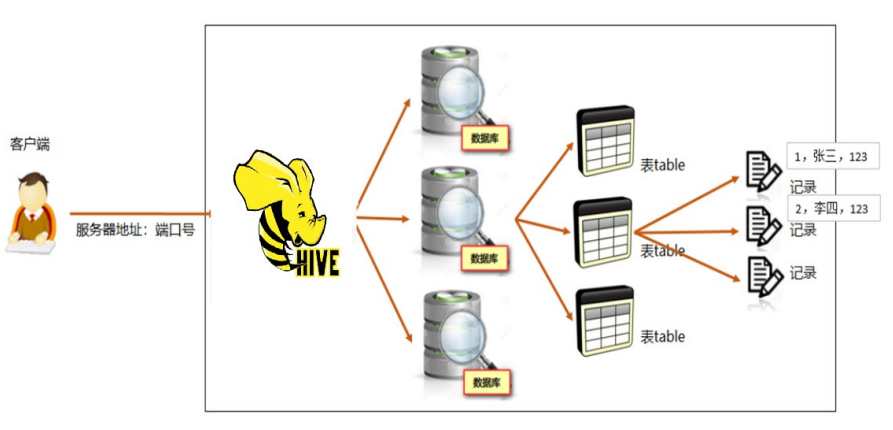 客户端
服务器地址：端口号
HIVE
数据库
数据库
数据库
表table
表table
表table
1，张三，123
记录
2，李四，123
记录
记录